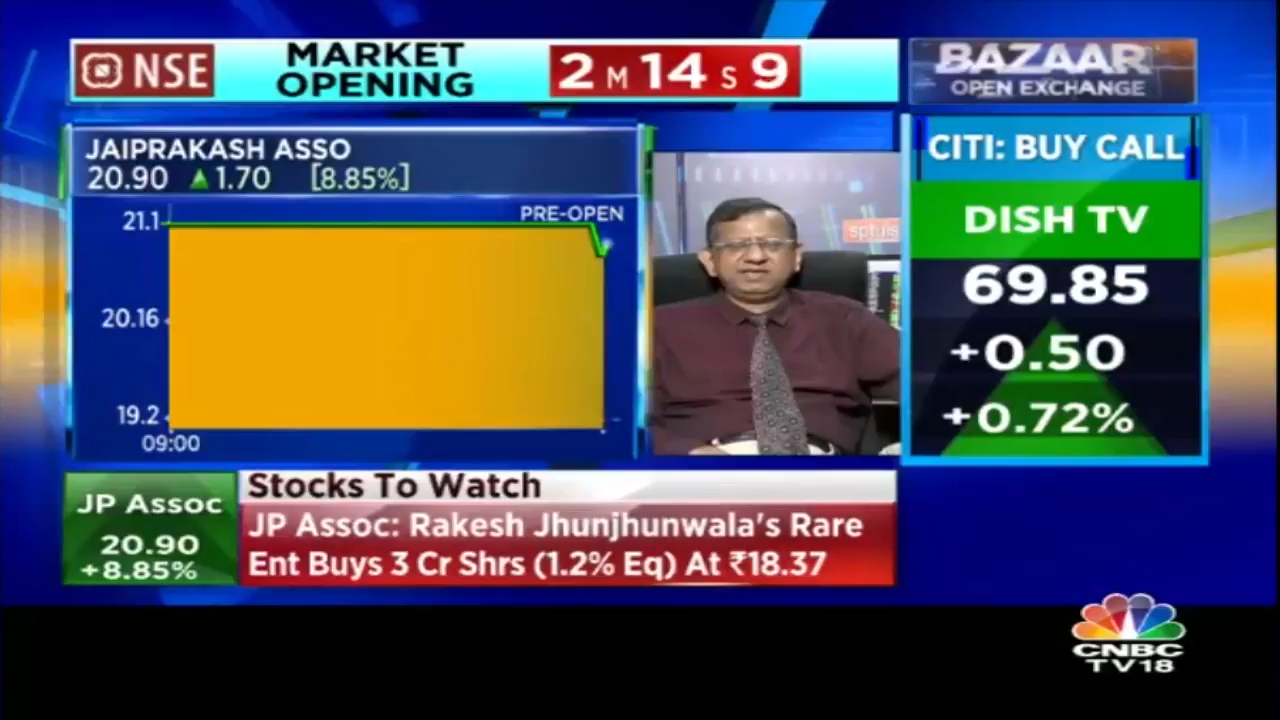 NSE
MARKET
OPENING
2 M 14 S 9
BAZAAR
OPEN EXCHANGE
JAIPRAKASH ASSO
20.90 ▲1.70 [8.85%]
PRE-OPEN
21.1
20.16
19.2
09:00
CITI: BUY CALL
DISH TV
69.85
+0.50
+0.72%
JP Assoc
20.90
+8.85%
Stocks To Watch
JP Assoc: Rakesh Jhunjhunwala's Rare
Ent Buys 3 Cr Shrs (1.2% Eq) At ₹18.37
CNBC
TV18